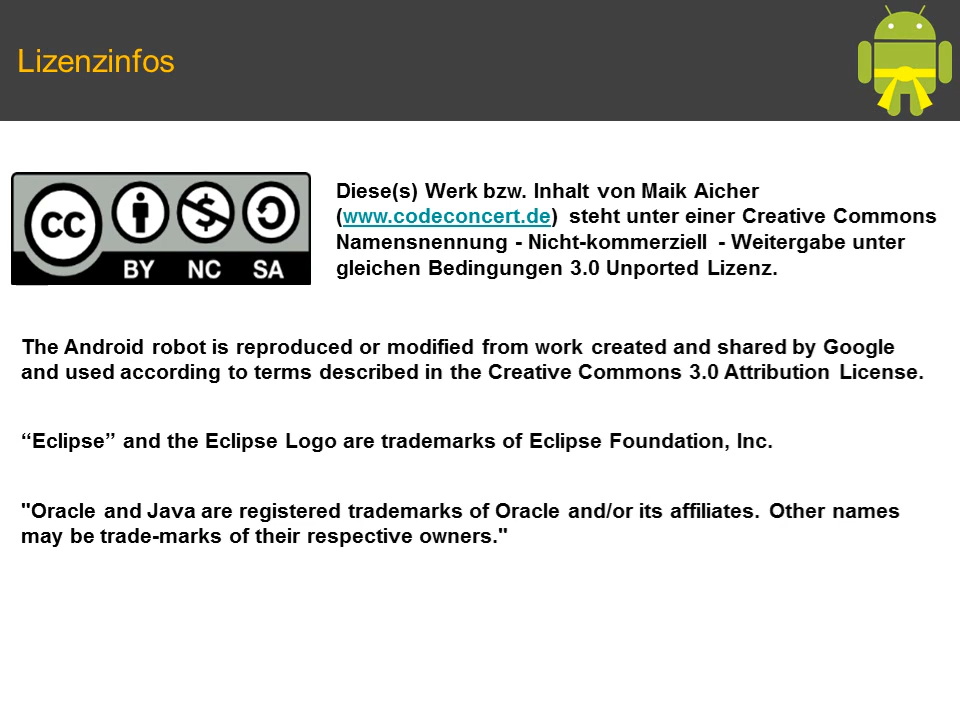 Lizenzinfos
cc
BY NC SA
Diese(s) Werk bzw. Inhalt von Maik Aicher
(www.codeconcert.de) steht unter einer Creative Commons
Namensnennung - Nicht-kommerziell - Weitergabe unter
gleichen Bedingungen 3.0 Unported Lizenz.
The Android robot is reproduced or modified from work created and shared by Google
and used according to terms described in the Creative Commons 3.0 Attribution License.
“Eclipse” and the Eclipse Logo are trademarks of Eclipse Foundation, Inc.
"Oracle and Java are registered trademarks of Oracle and/or its affiliates. Other names
may be trade-marks of their respective owners."